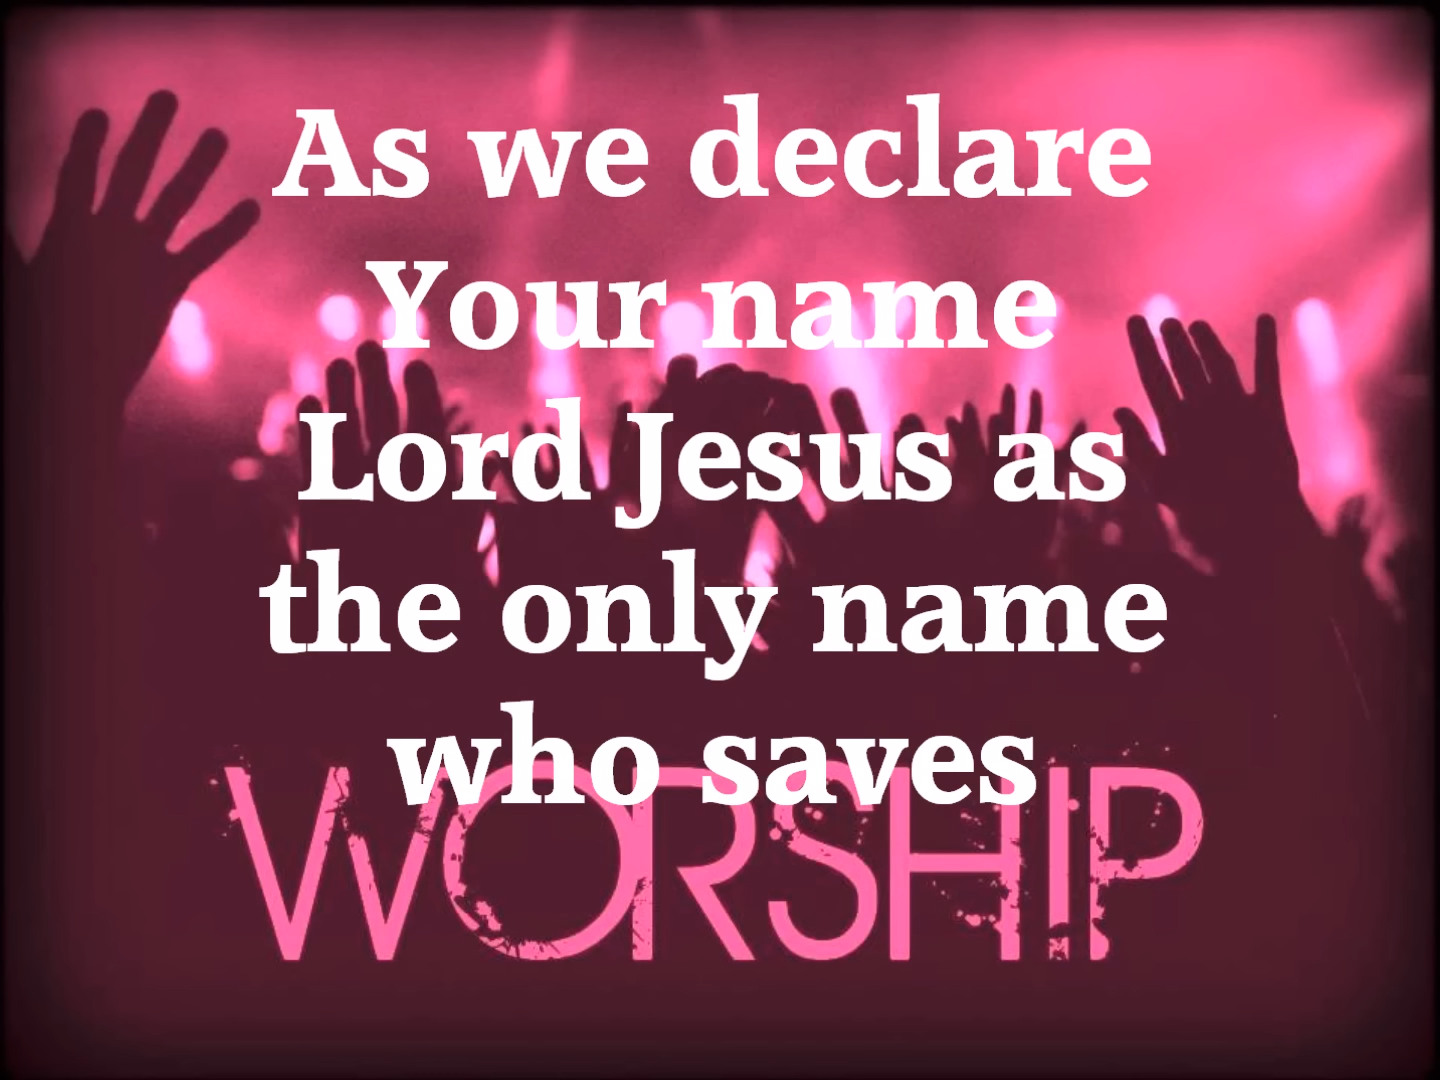 As we declare
Your name
Lord Jesus as
the only name
who saves
WORSHIP